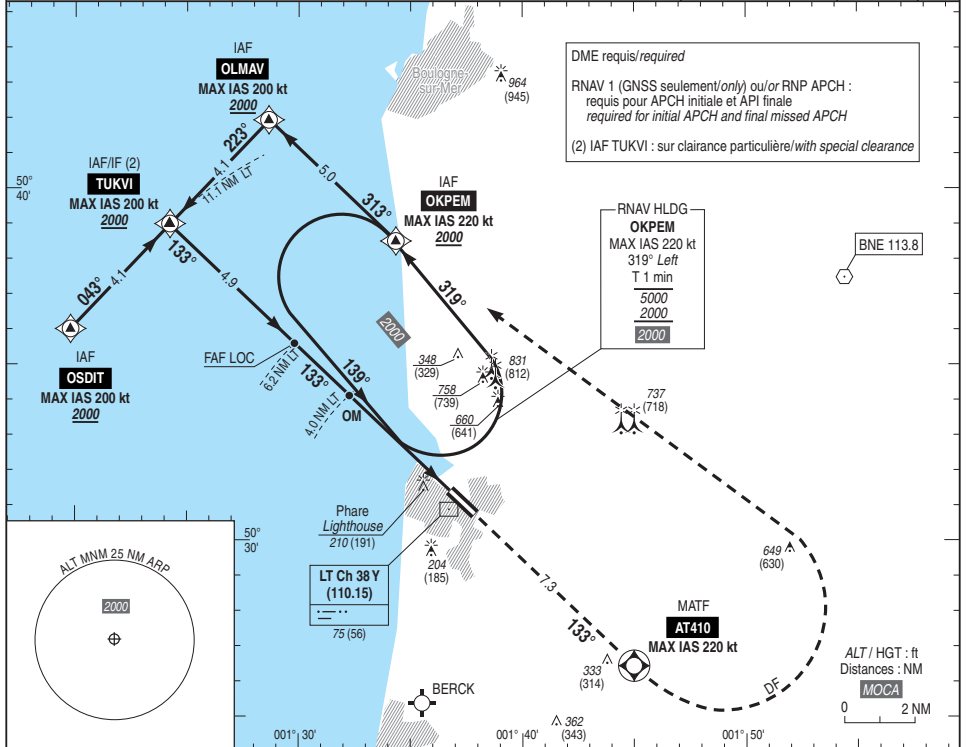 IAF
OLMAV
MAX IAS 200 kt
2000
Boulogne-
sur-Mer
964
(945)
DME requis/required
RNAV 1 (GNSS seulement/only) ou/or RNP APCH :
requis pour APCH initiale et API finale
required for initial APCH and final missed APCH
(2) IAF TUKVI : sur clairance particulière/with special clearance
50°
40'
IAF/IF (2)
TUKVI
MAX IAS 200 kt
2000
223°
4.1
11.1 NM LT
5.0
313°
IAF
OKPEM
MAX IAS 220 kt
2000
RNAV HLDG
OKPEM
MAX IAS 220 kt
319° Left
T 1 min
5000
2000
2000
BNE 113.8
043°
4.1
133°
4.9
319°
2000
IAF
OSDIT
MAX IAS 200 kt
2000
FAF LOC
6.2 NM LT
133°
139°
4.0 NM LT
OM
348
(329)
831
(812)
758
(739)
660
(641)
737
(718)
Phare
Lighthouse
210 (191)
204
(185)
LT Ch 38 Y
(110.15)
75 (56)
50°
30'
649
(630)
ALT MNM 25 NM ARP
2000
7.3
133°
MATF
AT410
MAX IAS 220 kt
333
(314)
DF
BERCK
362
(343)
ALT / HGT : ft
Distances : NM
MOCA
0 2 NM
001° 30'
001° 40'
001° 50'